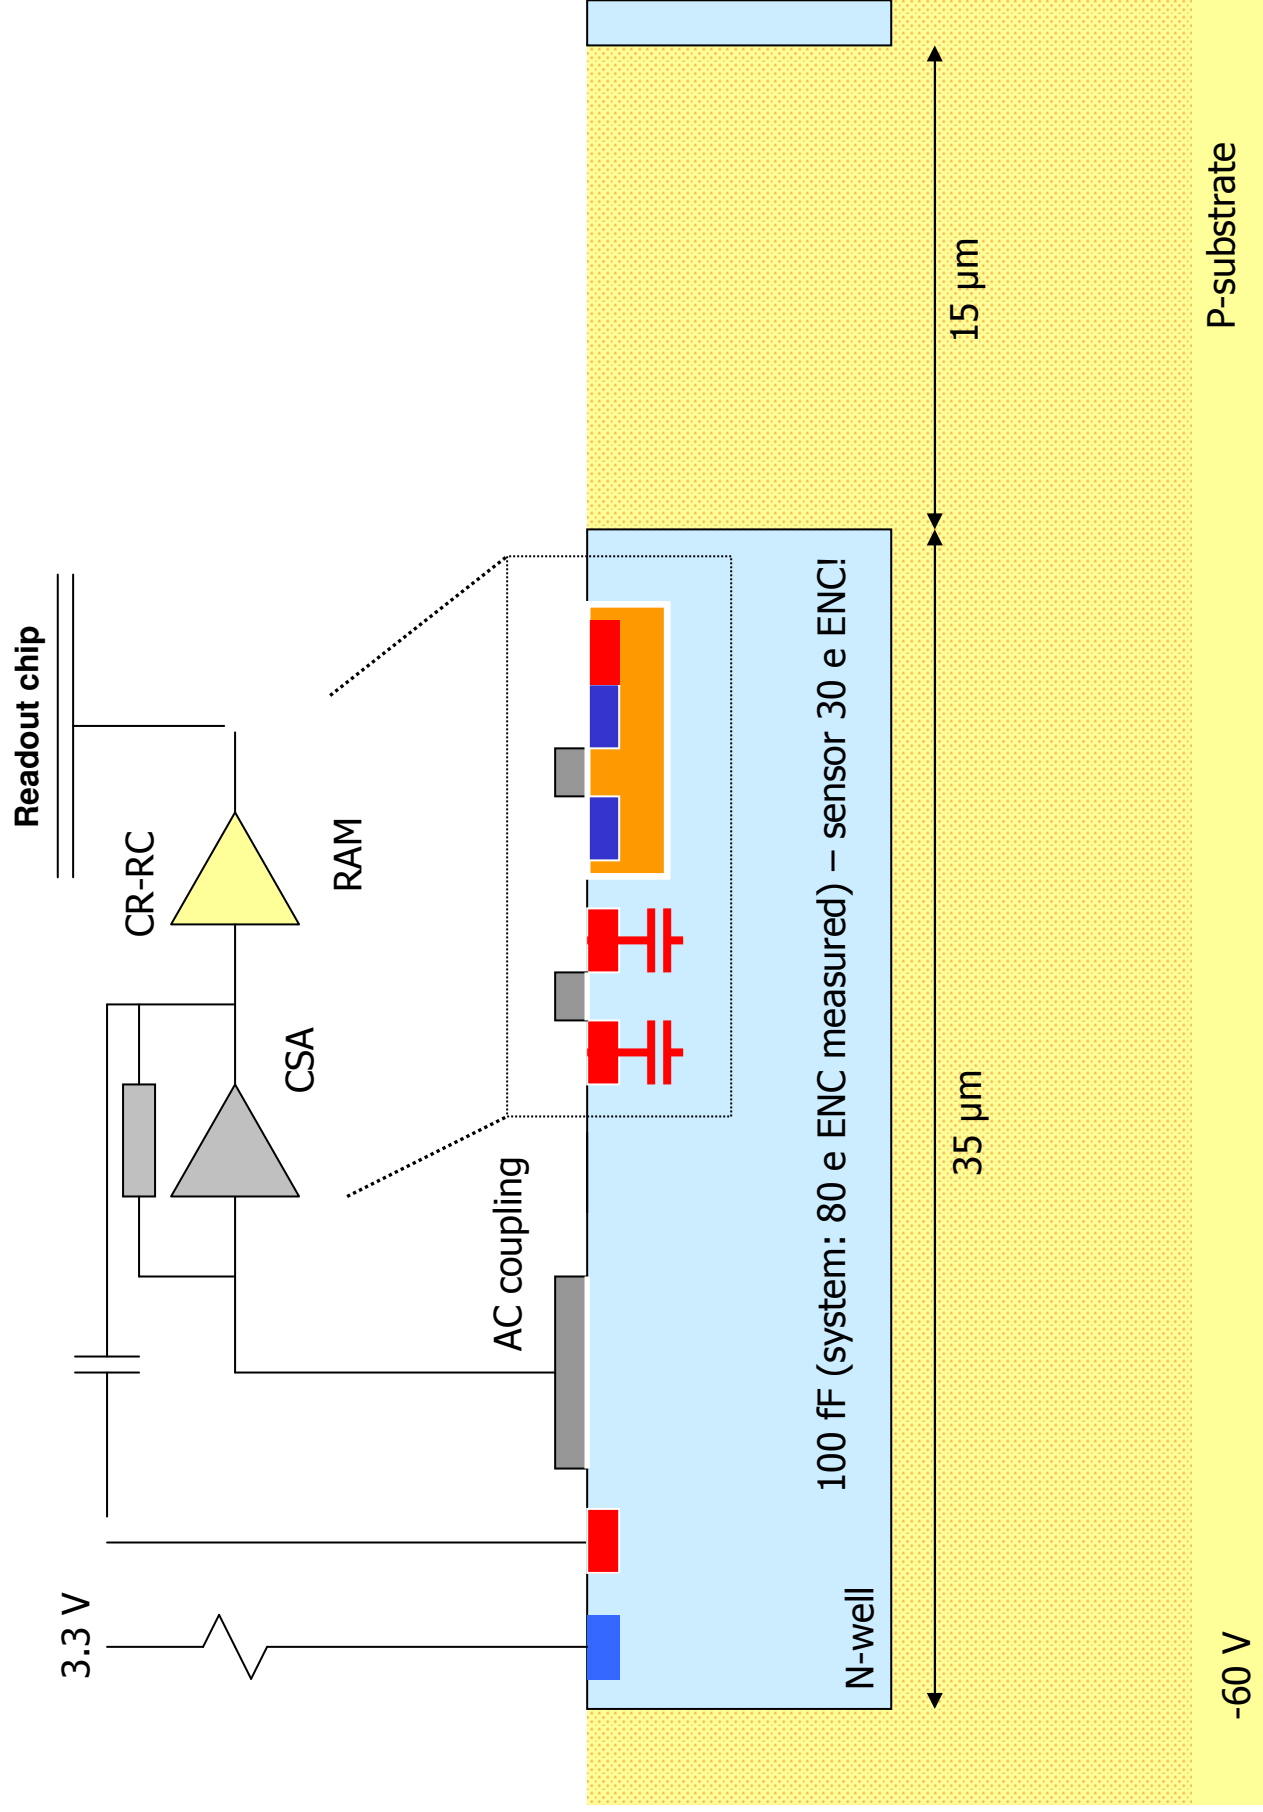 Readout chip
3.3 V
CR-RC
CSA
RAM
AC coupling
N-well
100 fF (system: 80 e ENC measured) – sensor 30 e ENC!
35 µm
15 µm
-60 V
P-substrate